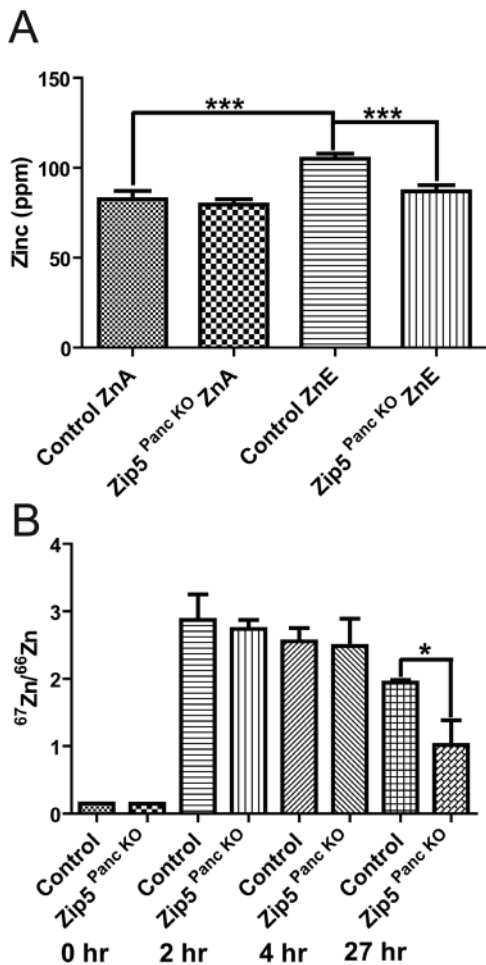 A
Zinc (ppm)
150
100
50
0
***
***
Control ZnA
Zip5 Panc KO ZnA
Control ZnE
Zip5 Panc KO ZnE
B
67Zn/66Zn
4
3
2
1
0
*
Control
Zip5 Panc KO
Control
Zip5 Panc KO
Control
Zip5 Panc KO
Control
Zip5 Panc KO
0 hr 2 hr 4 hr 27 hr